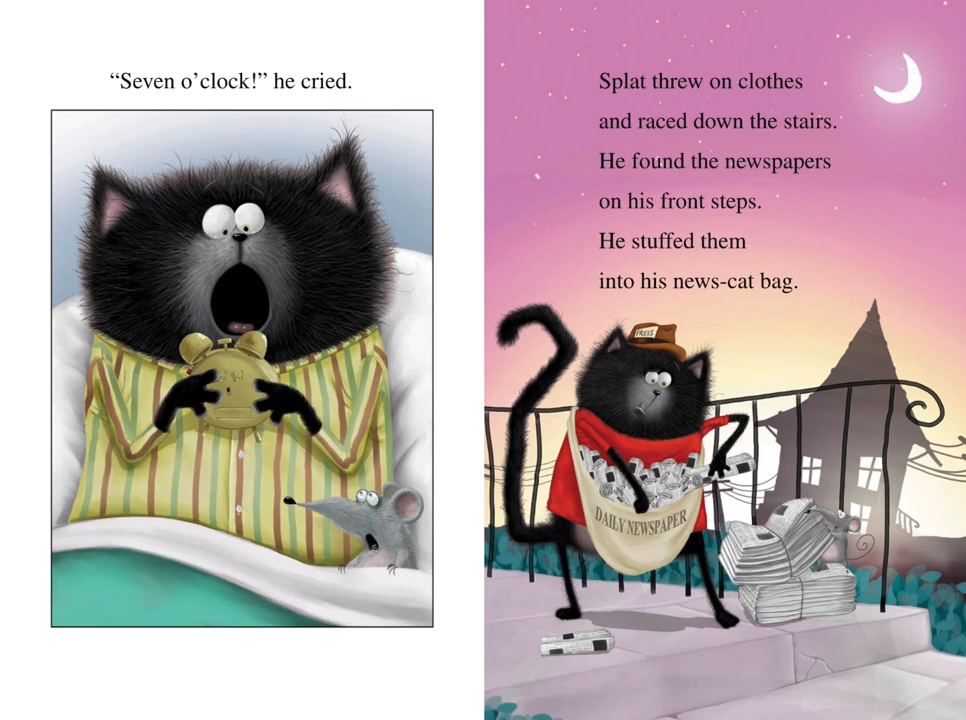 “Seven o’clock!” he cried.
Splat threw on clothes
and raced down the stairs.
He found the newspapers
on his front steps.
He stuffed them
into his news-cat bag.
PRESS
DAILY NEWSPAPER